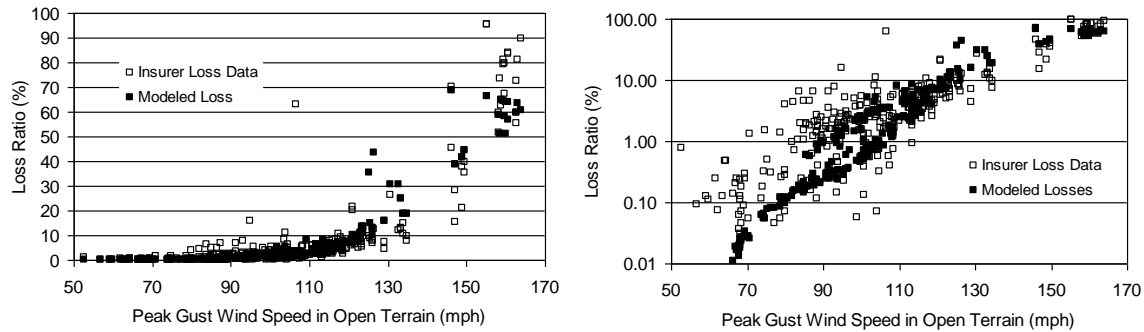 Loss Ratio (%)
100
90
80
70
60
50
40
30
20
10
0
Insurer Loss Data
Modeled Loss
50 70 90 110 130 150 170
Peak Gust Wind Speed in Open Terrain (mph)
Loss Ratio (%)
100.00
10.00
1.00
0.10
0.01
Insurer Loss Data
Modeled Losses
50 70 90 110 130 150 170
Peak Gust Wind Speed in Open Terrain (mph)